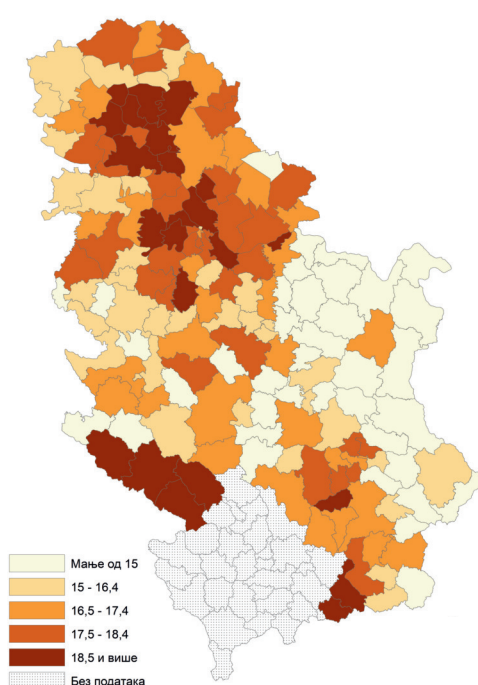 Мање од 15
15 - 16,4
16,5 - 17,4
17,5 - 18,4
18,5 и више
Без података